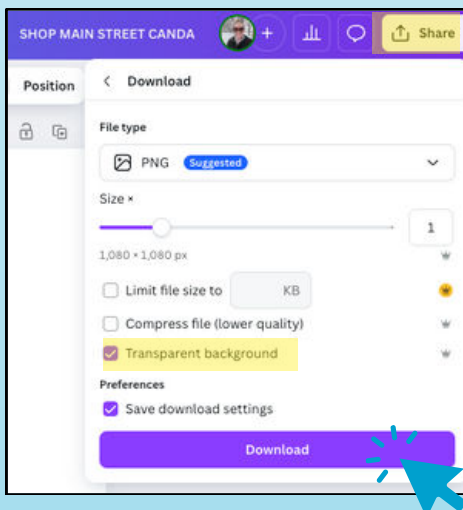 SHOP MAIN STREET CANDA + Share
Position
Download
File type
PNG Suggested
Size ×
1
1,080 × 1,080 px
Limit file size to KB
Compress file (lower quality)
Transparent background
Preferences
Save download settings
Download